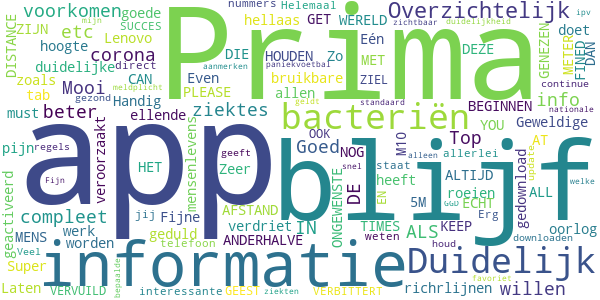 voorkomen
goede
succes
Helemaal
nummers
mijn
GET
WERELD
Overzichtelijk
zichtbaar
duidelijkheid
ipv
DISTANCE
ZIJN
etc
Lenovo
hellaas
Prima
DIE
HOUDEN
Zo
Eén
DEZE
GENEZEN
doet
DAN
hoogte
corona
aanmerken
paniekvoetbal
MET
METER
FINED
zoals
duidelijke
direct
CAN
Even
bruikbare
ZIEL
continue
tab
meldplicht
Mooi
Handig
PLEASE
allen
geldt
standaard
BEGINNEN
info
nationale
geactiveerd
must
gezond
beter
ellende
ziektes
bacteriën
YOU
Geweldige
pijn
regels
veroorzaakt
app
mensenlevens
OOK
blijf
M10
alleen
Top
AT
HET
geeft
Goed
NOG
allerlei
update
Fijn
Zeer
snel
DE
staat
ALTIJD
gedownload
ALL
welke
compleet
jij
Fijne
AFSTAND
IN
ONGEWENSTE
EN
heeft
roeien
ECHT
MENS
werk
geduld
verdriet
TIMES
ALS
5M
GGD
KEEP
Erg
oorlog
Veel
worden
telefoon
ANDERHALVE
weten
houd
downloaden
Super
informatie
Duidelijk
Laten
VERVUILD
bepaalde
interessante
GEEST
ziekten
VERBITTERT
richrlijnen
favoriet
willen